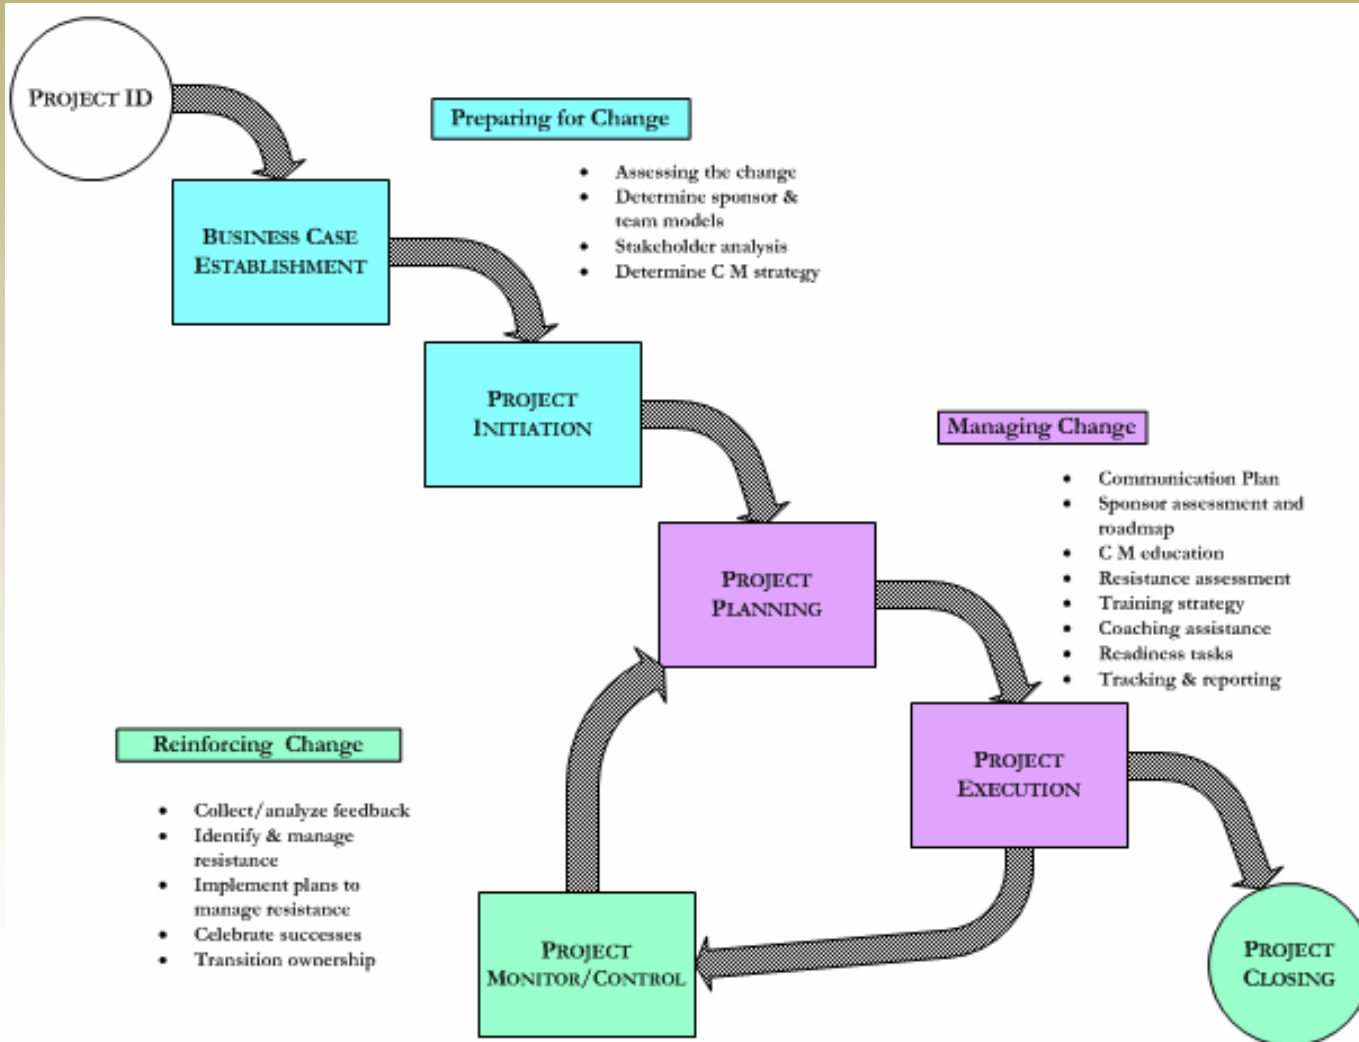 PROJECT ID
Preparing for Change
• Assessing the change
• Determine sponsor &
team models
• Stakeholder analysis
• Determine C M strategy
BUSINESS CASE
ESTABLISHMENT
PROJECT
INITIATION
Managing Change
• Communication Plan
• Sponsor assessment and
roadmap
• C M education
• Resistance assessment
• Training strategy
• Coaching assistance
• Readiness tasks
• Tracking & reporting
PROJECT
PLANNING
PROJECT
EXECUTION
Reinforcing Change
• Collect/analyze feedback
• Identify & manage
resistance
• Implement plans to
manage resistance
• Celebrate successes
• Transition ownership
PROJECT
MONITOR/CONTROL
PROJECT
CLOSING